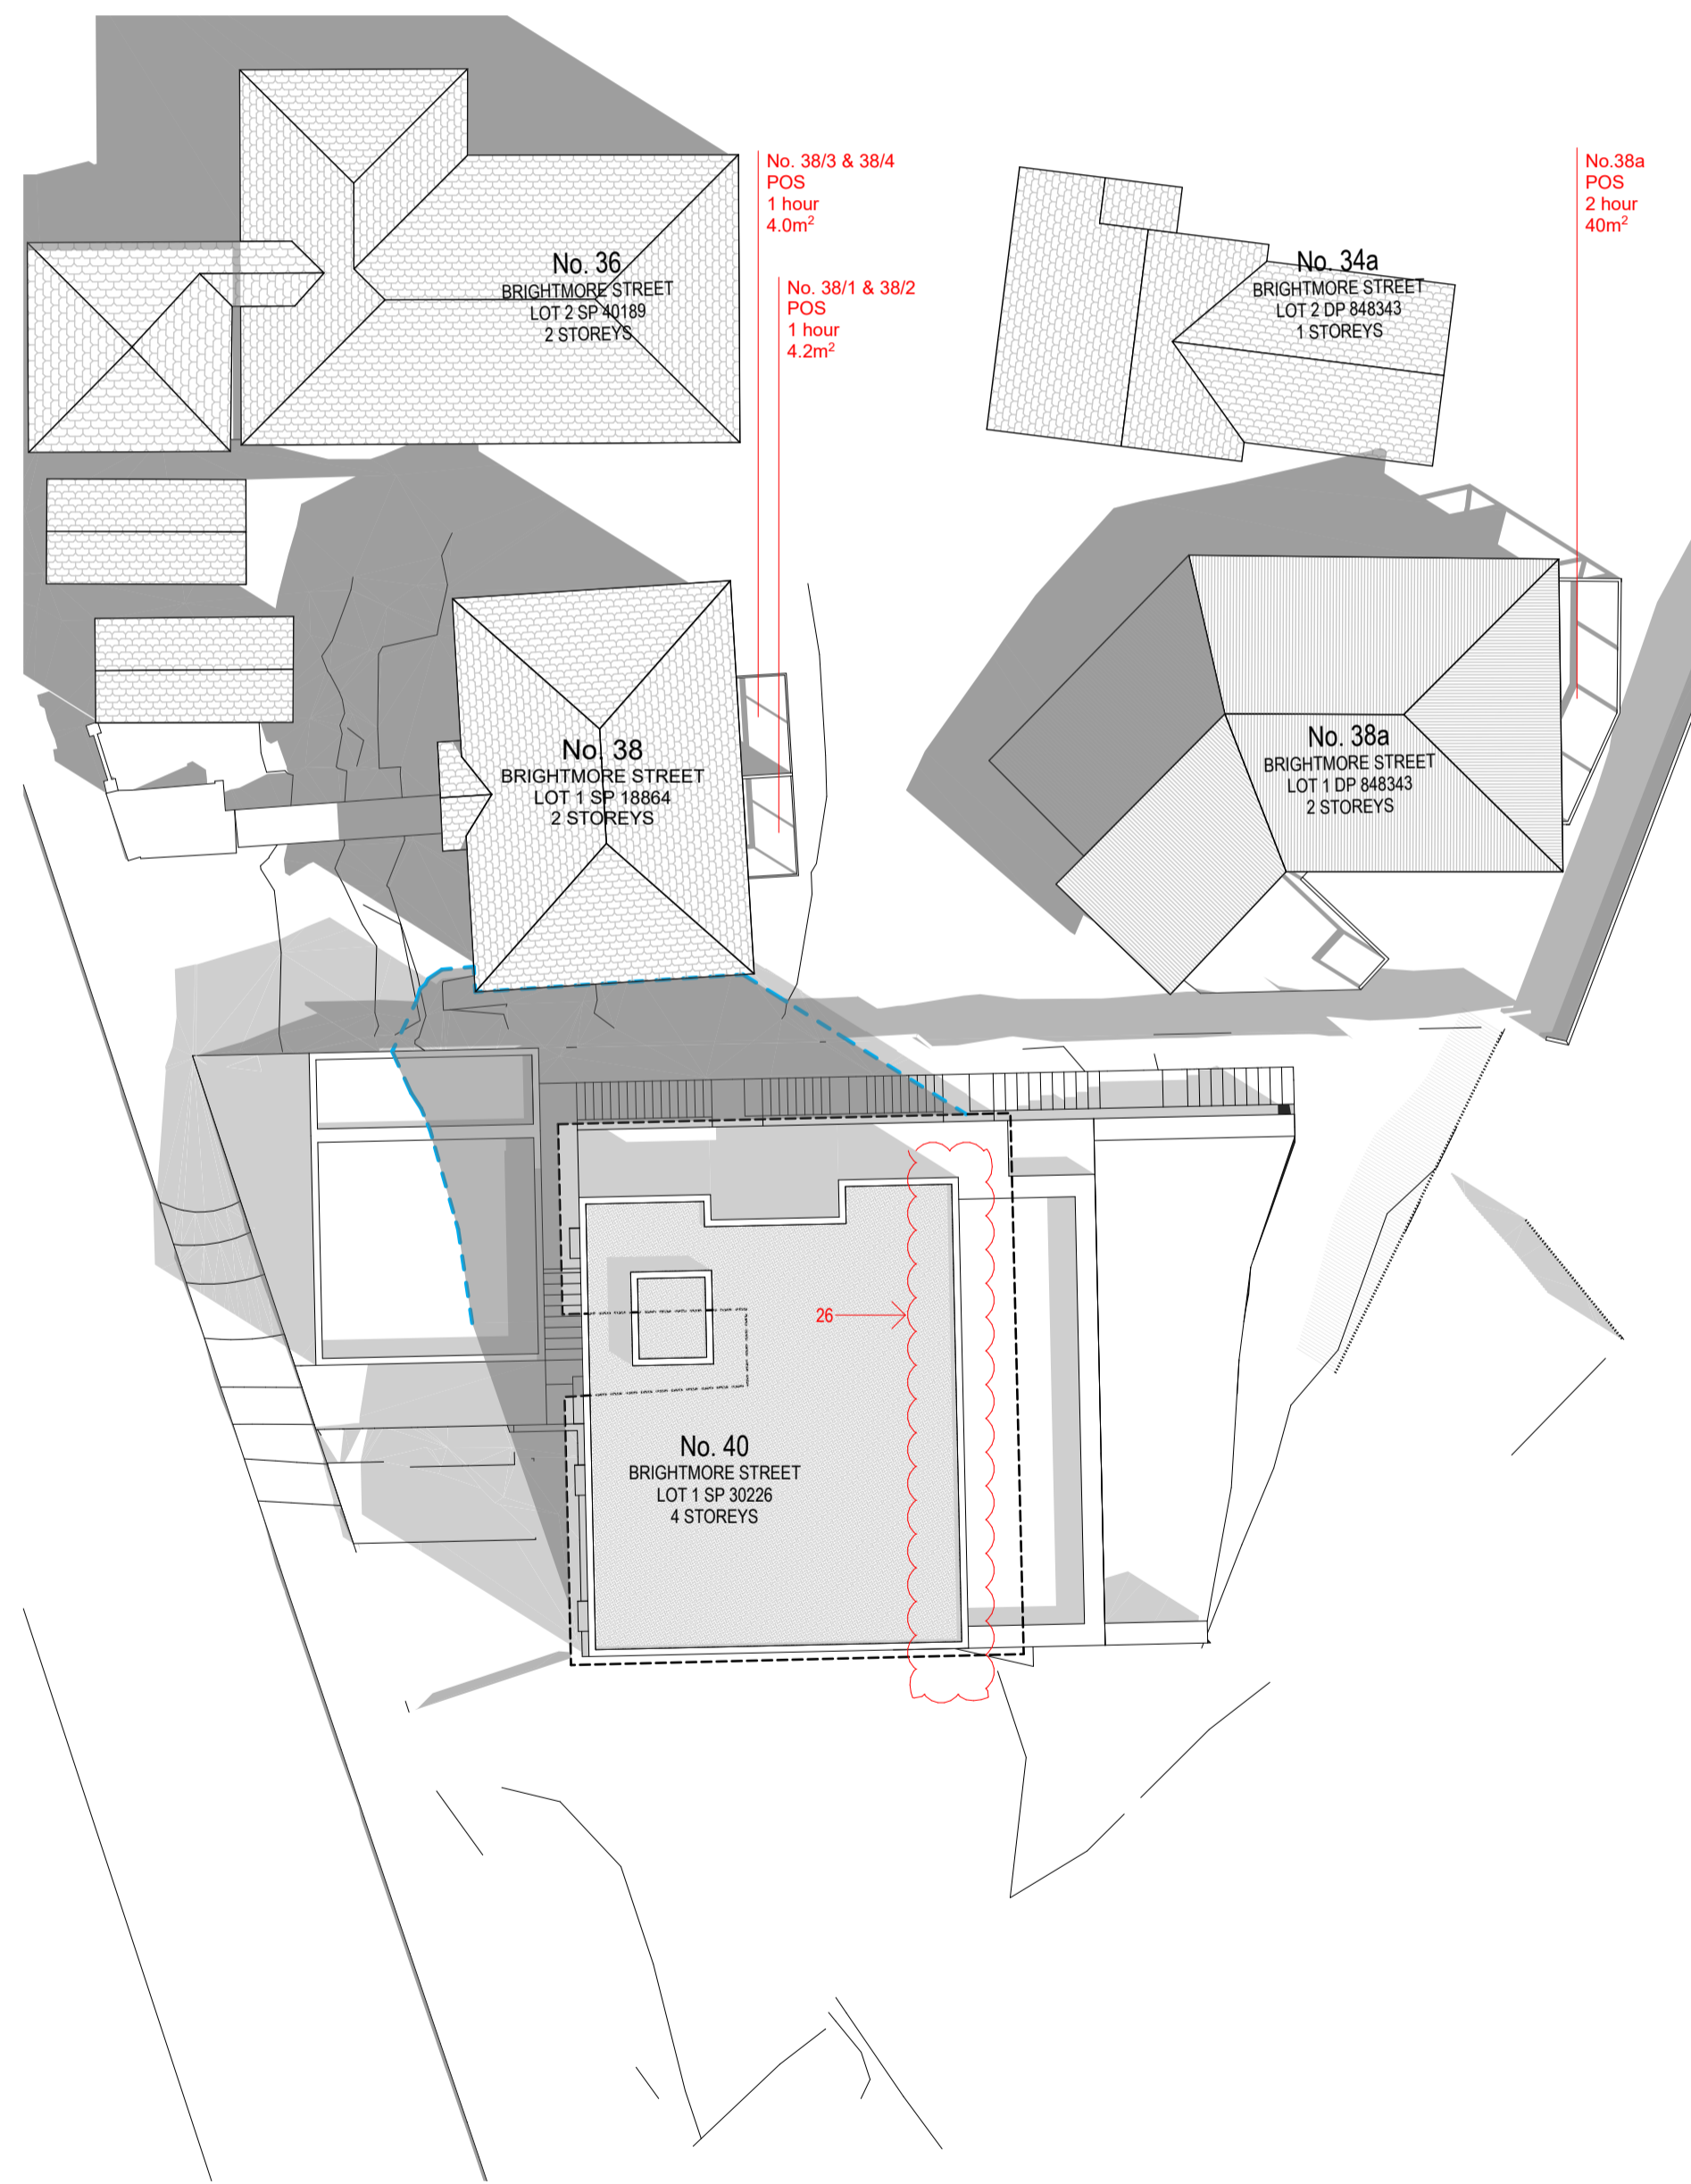 No. 38/3 & 38/4
POS
1 hour
4.0m²
No.38a
POS
2 hour
40m²
No. 36
BRIGHTMORE STREET
LOT 2 SP 40189
2 STOREYS
No. 38/1 & 38/2
POS
1 hour
4.2m²
No. 34a
BRIGHTMORE STREET
LOT 2 DP 848343
1 STOREYS
No. 38
BRIGHTMORE STREET
LOT 1 SP 18864
2 STOREYS
No. 38a
BRIGHTMORE STREET
LOT 1 DP 848343
2 STOREYS
26
No. 40
BRIGHTMORE STREET
LOT 1 SP 30226
4 STOREYS